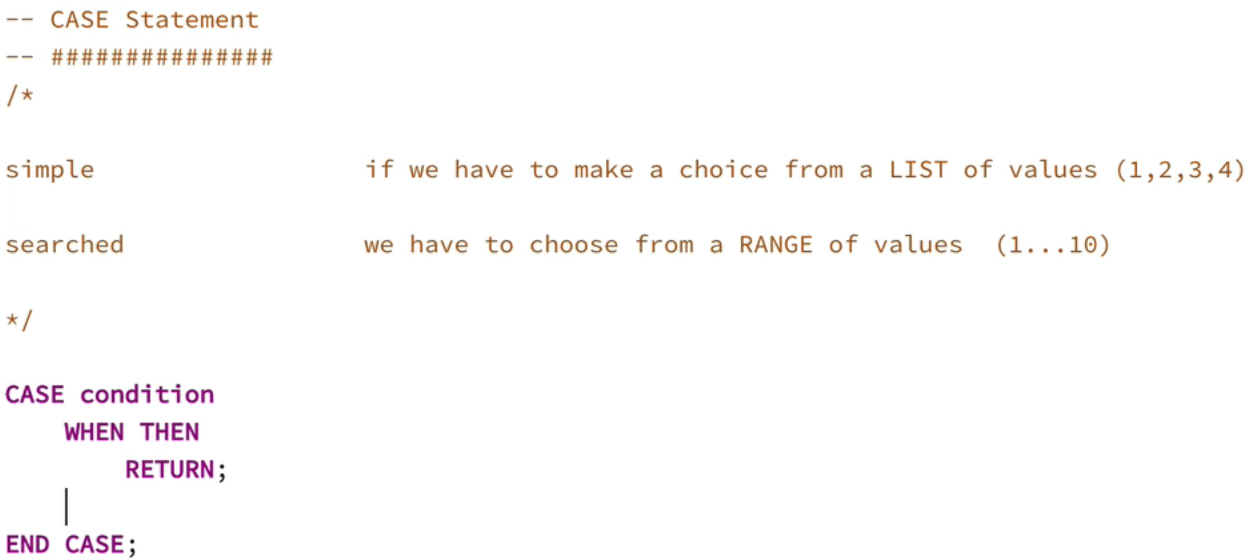 -- CASE Statement
-- ###############
/*
simple if we have to make a choice from a LIST of values (1,2,3,4)
searched we have to choose from a RANGE of values (1...10)
*/
CASE condition
WHEN THEN
RETURN;
END CASE;